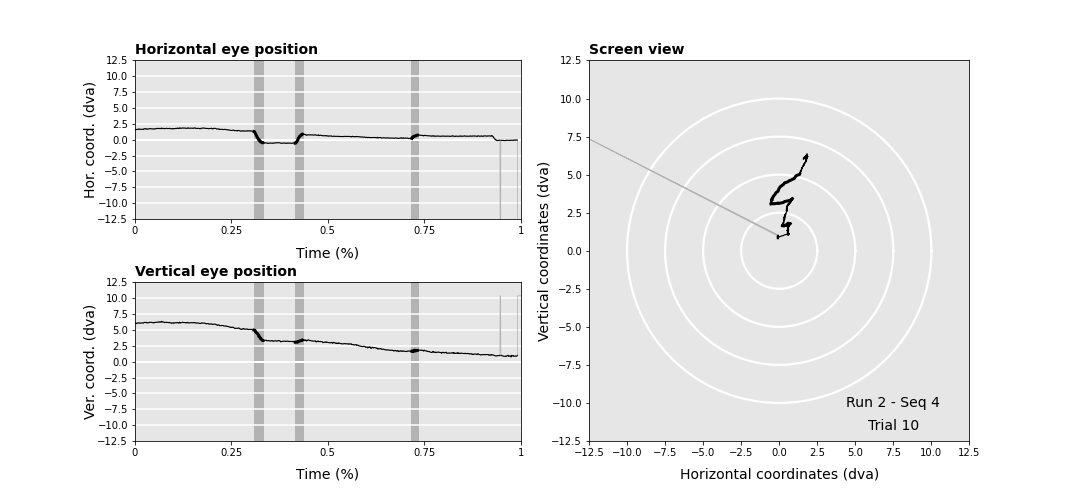 Horizontal eye position
Hor. coord. (dva)
12.5
10.0
7.5
5.0
2.5
0.0
−2.5
−5.0
−7.5
−10.0
−12.5
0 0.25 0.5 0.75 1
Time (%)
Vertical eye position
Ver. coord. (dva)
12.5
10.0
7.5
5.0
2.5
0.0
−2.5
−5.0
−7.5
−10.0
−12.5
0 0.25 0.5 0.75 1
Time (%)
Screen view
Vertical coordinates (dva)
12.5
10.0
7.5
5.0
2.5
0.0
−2.5
−5.0
−7.5
−10.0
−12.5
Run 2 - Seq 4
Trial 10
−12.5 −10.0 −7.5 −5.0 −2.5 0.0 2.5 5.0 7.5 10.0 12.5
Horizontal coordinates (dva)